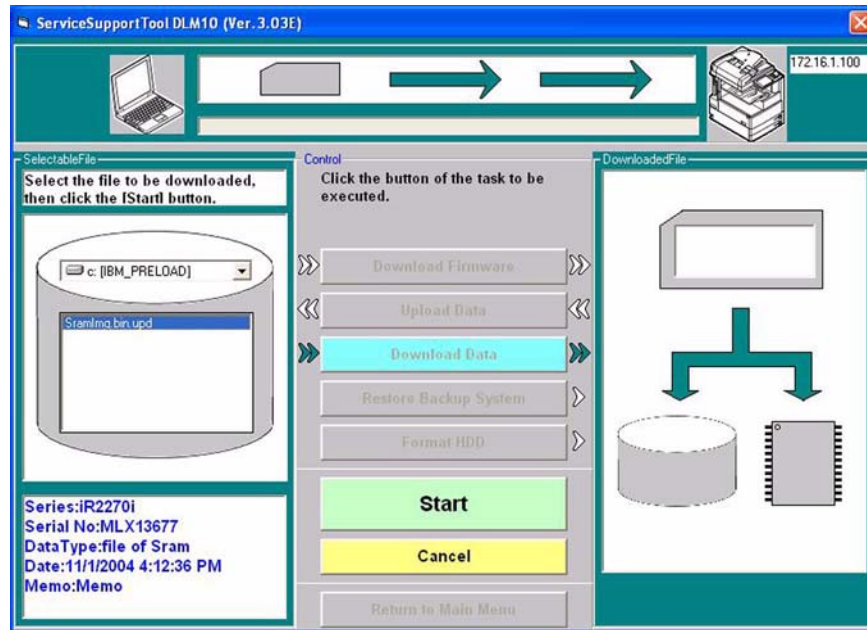 ServiceSupportTool DLM10 (Ver.3.03E)
172.16.1.100
SelectableFile
Select the file to be downloaded,
then click the [Start] button.
c: [IBM_PRELOAD]
SramImg.bin.upd
Series:iR2270i
Serial No:MLX13677
DataType:file of Sram
Date:11/1/2004 4:12:36 PM
Memo:Memo
Control
Click the button of the task to be
executed.
Download Firmware
Upload Data
Download Data
Restore Backup System
Format HDD
Start
Cancel
Return to Main Menu
DownloadedFile